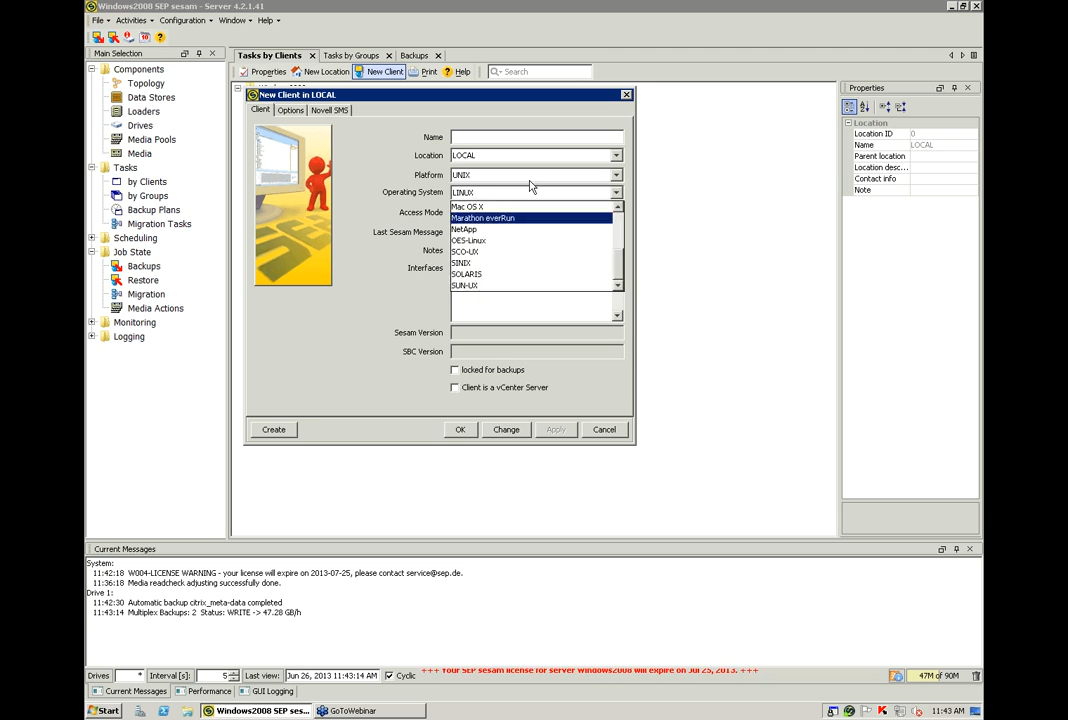 Windows2008 SEP sesam - Server 4.2.1.41
File Activities Configuration Window Help
Main Selection
Components
Topology
Data Stores
Loaders
Drives
Media Pools
Media
Tasks
by Clients
by Groups
Backup Plans
Migration Tasks
Scheduling
Job State
Backups
Restore
Migration
Media Actions
Monitoring
Logging
Tasks by Clients Tasks by Groups Backups
Properties New Location New Client Print Help Search
New Client in LOCAL
Client Options Novell SMS
Name
Location LOCAL
Platform UNIX
Operating System LINUX
Access Mode
Last Sesam Message
Notes
Interfaces
Mac OS X
Marathon everRun
NetApp
OES-Linux
SCO-UX
SINIX
SOLARIS
SUN-UX
Sesam Version
SBC Version
locked for backups
Client is a vCenter Server
Create OK Change Apply Cancel
Properties
Location
Location ID 0
Name LOCAL
Parent location
Location desc...
Contact info
Note
Current Messages
System:
11:42:18 W004-LICENSE WARNING - your license will expire on 2013-07-25, please contact service@sep.de.
11:36:18 Media readcheck adjusting successfully done.
Drive 1:
11:42:30 Automatic backup citrix_meta-data completed
11:43:14 Multiplex Backups: 2 Status: WRITE -> 47.28 GB/h
Drives * Interval [s]: 5 Last view: Jun 26, 2013 11:43:14 AM Cyclic
+++ Your SEP sesam license for server Windows2008 will expire on Jul 25, 2013. +++
47M of 90M
Current Messages Performance GUI Logging
Start Windows2008 SEP ses... GoToWebinar 11:43 AM